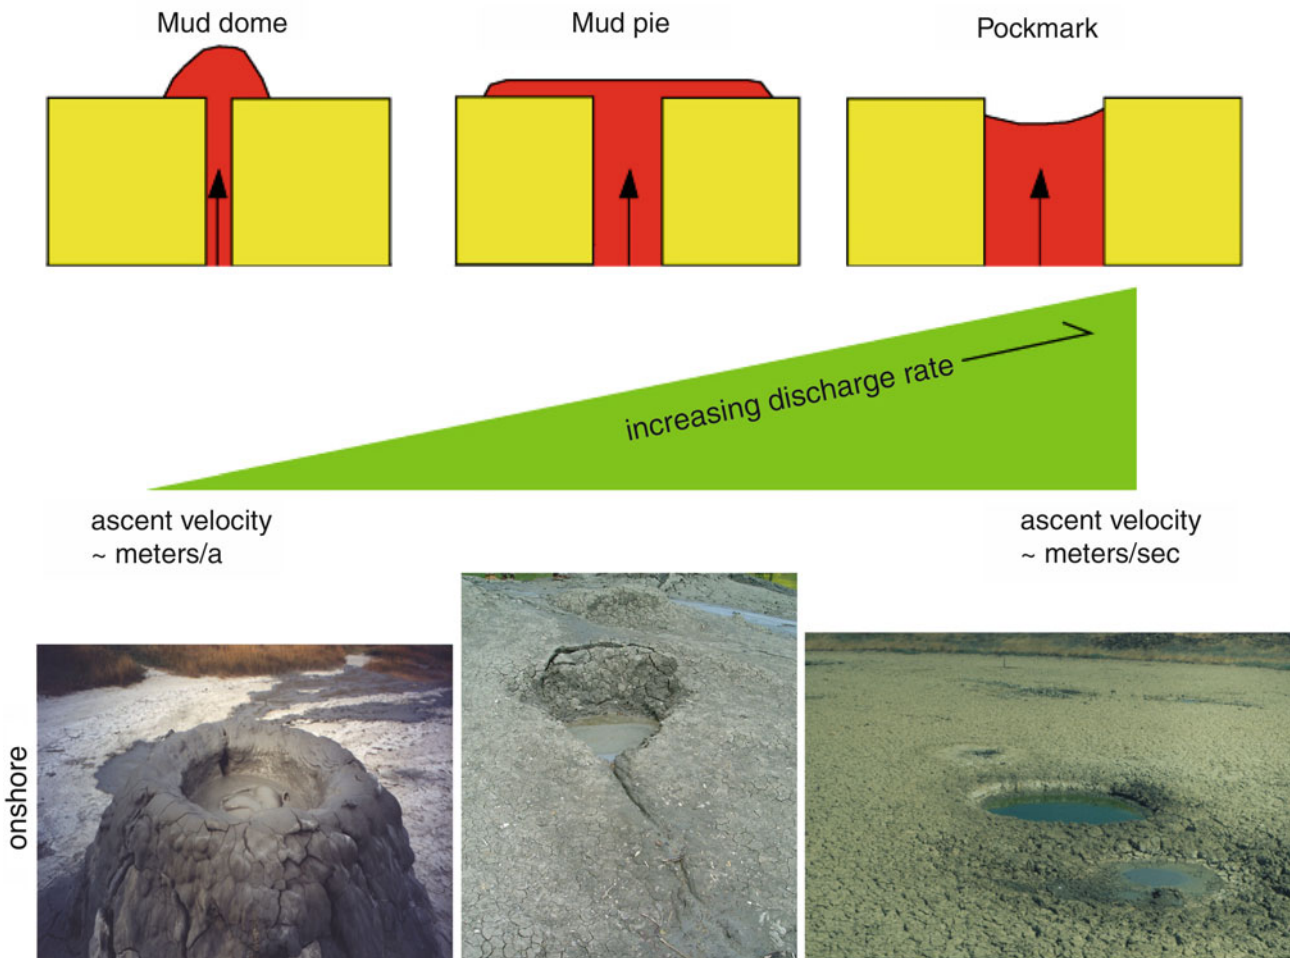 Mud dome
Mud pie
Pockmark
increasing discharge rate
ascent velocity
~ meters/a
ascent velocity
~ meters/sec
onshore